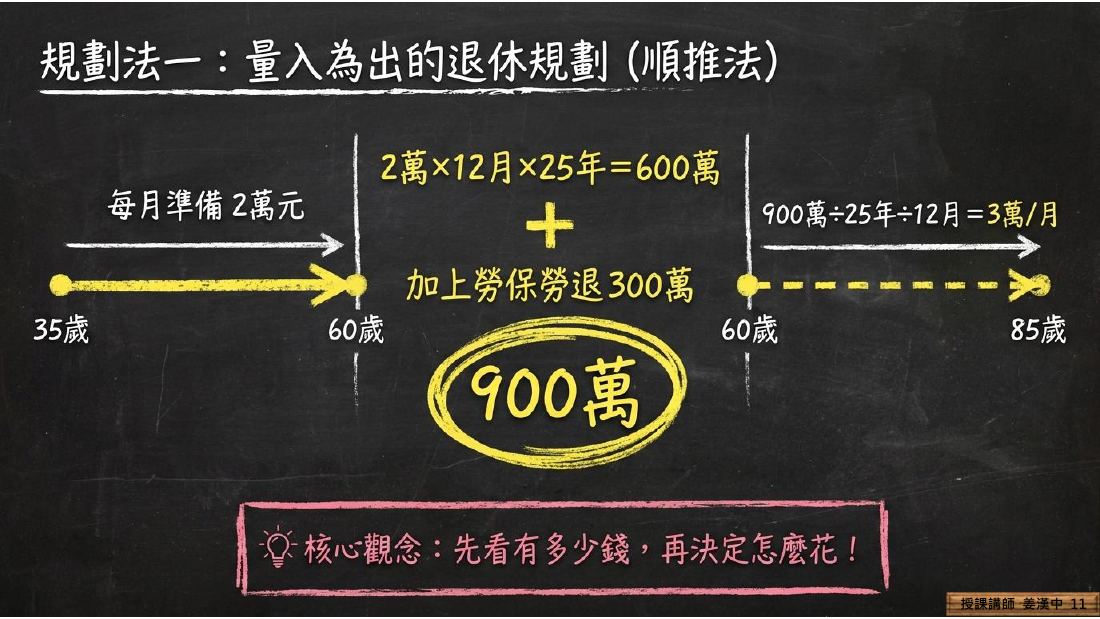 規劃法一：量入為出的退休規劃 (順推法)
每月準備 2萬元
35歲
60歲
2萬×12月×25年＝600萬
+
加上勞保勞退300萬
900萬
900萬÷25年÷12月＝3萬/月
60歲
85歲
核心觀念：先看有多少錢，再決定怎麼花！
授課講師 姜漢中 11